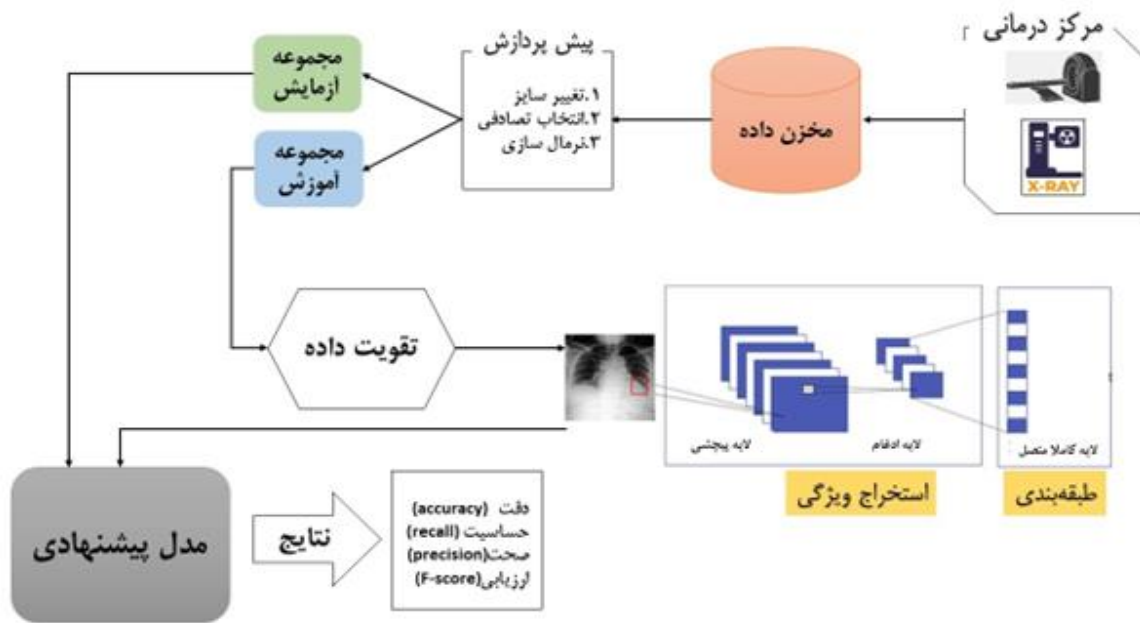 مرکز درمانی
X-RAY
مخزن داده
پیش پردازش
۱.تغییر سایز
۲.انتخاب تصادفی
۳.نرمال سازی
مجموعه
آزمایش
مجموعه
آموزش
تقویت داده
لایه پیچشی
لایه ادغام
لایه کاملا متصل
استخراج ویژگی
طبقه‌بندی
مدل پیشنهادی
نتایج
دقت (accuracy)
حساسیت (recall)
صحت(precision)
ارزیابی(F-score)